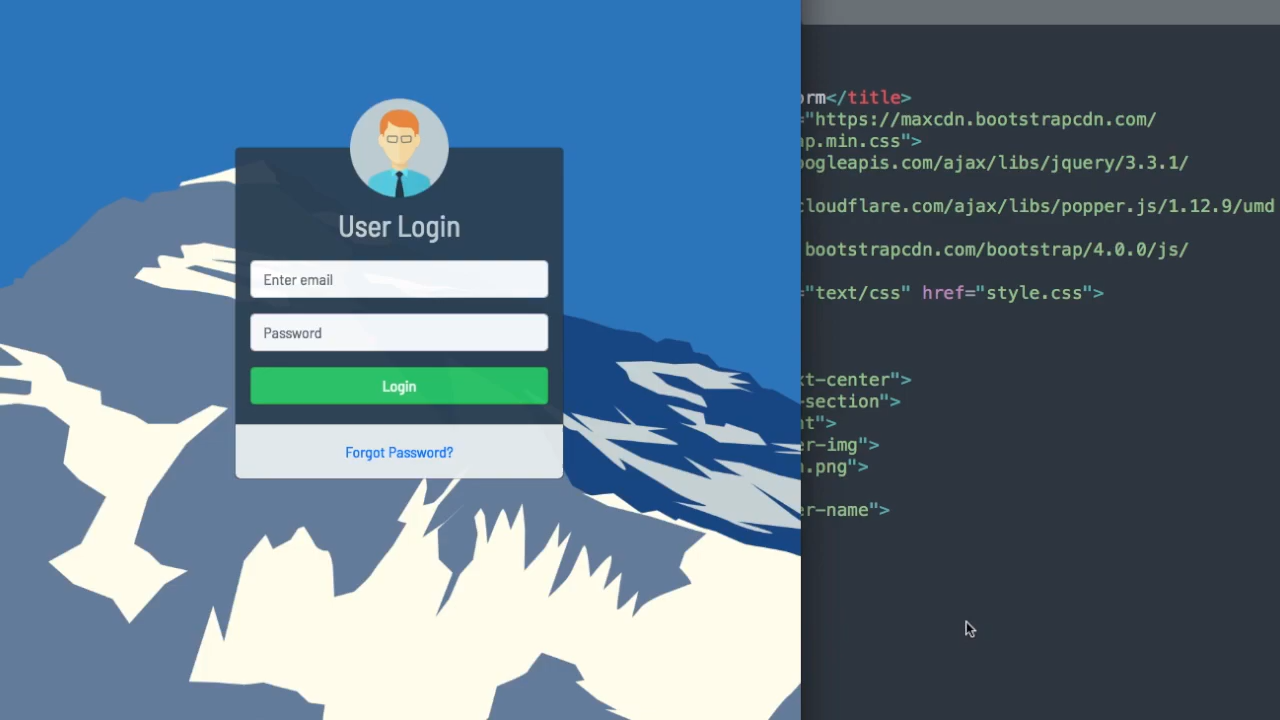 User Login
Enter email
Password
Login
Forgot Password?
orm</title>
="https://maxcdn.bootstrapcdn.com/
ap.min.css">
ogleapis.com/ajax/libs/jquery/3.3.1/
cloudflare.com/ajax/libs/popper.js/1.12.9/umd
bootstrapcdn.com/bootstrap/4.0.0/js/
="text/css" href="style.css">
xt-center">
-section">
nt">
er-img">
n.png">
er-name">